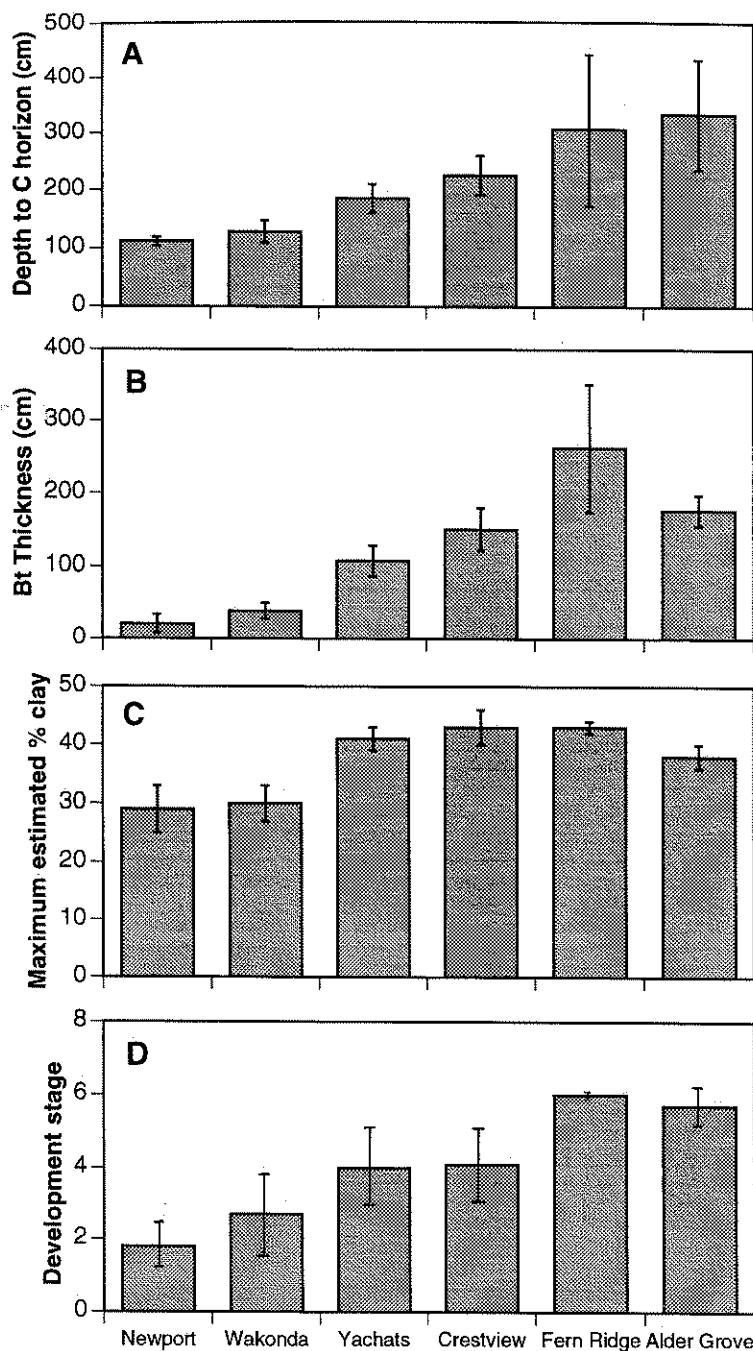 A
Depth to C horizon (cm)
500
400
300
200
100
0
B
Bt Thickness (cm)
400
300
200
100
0
C
Maximum estimated % clay
50
40
30
20
10
0
D
Development stage
8
6
4
2
0
Newport Wakonda Yachats Crestview Fern Ridge Alder Grove